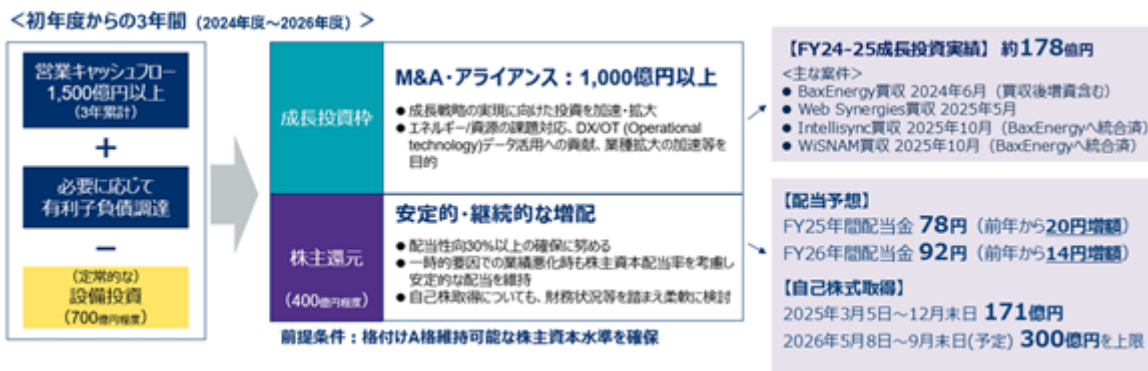 ＜初年度からの3年間（2024年度～2026年度）＞
営業キャッシュフロー
1,500億円以上
（3年累計）
＋
必要に応じて
有利子負債調達
－
（定常的な）
設備投資
（700億円程度）
成長投資枠
M&A・アライアンス：1,000億円以上
● 成長戦略の実現に向けた投資を加速・拡大
● エネルギー/資源の課題対応、DX/OT (Operational
technology)データ活用への貢献、業種拡大の加速等を
目的
株主還元
（400億円程度）
安定的・継続的な増配
● 配当性向30%以上の確保に努める
● 一時的要因での業績悪化時も株主資本配当率を考慮し
安定的な配当を維持
● 自己株取得についても、財務状況等を踏まえ柔軟に検討
前提条件：格付けA格維持可能な株主資本水準を確保
【FY24-25成長投資実績】 約178億円
<主な案件>
● BaxEnergy買収 2024年6月（買収後増資含む）
● Web Synergies買収 2025年5月
● Intellisync買収 2025年10月（BaxEnergyへ統合済）
● WiSNAM買収 2025年10月（BaxEnergyへ統合済）
【配当予想】
FY25年間配当金 78円（前年から20円増額）
FY26年間配当金 92円（前年から14円増額）
【自己株式取得】
2025年3月5日～12月末日 171億円
2026年5月8日～9月末日(予定) 300億円を上限